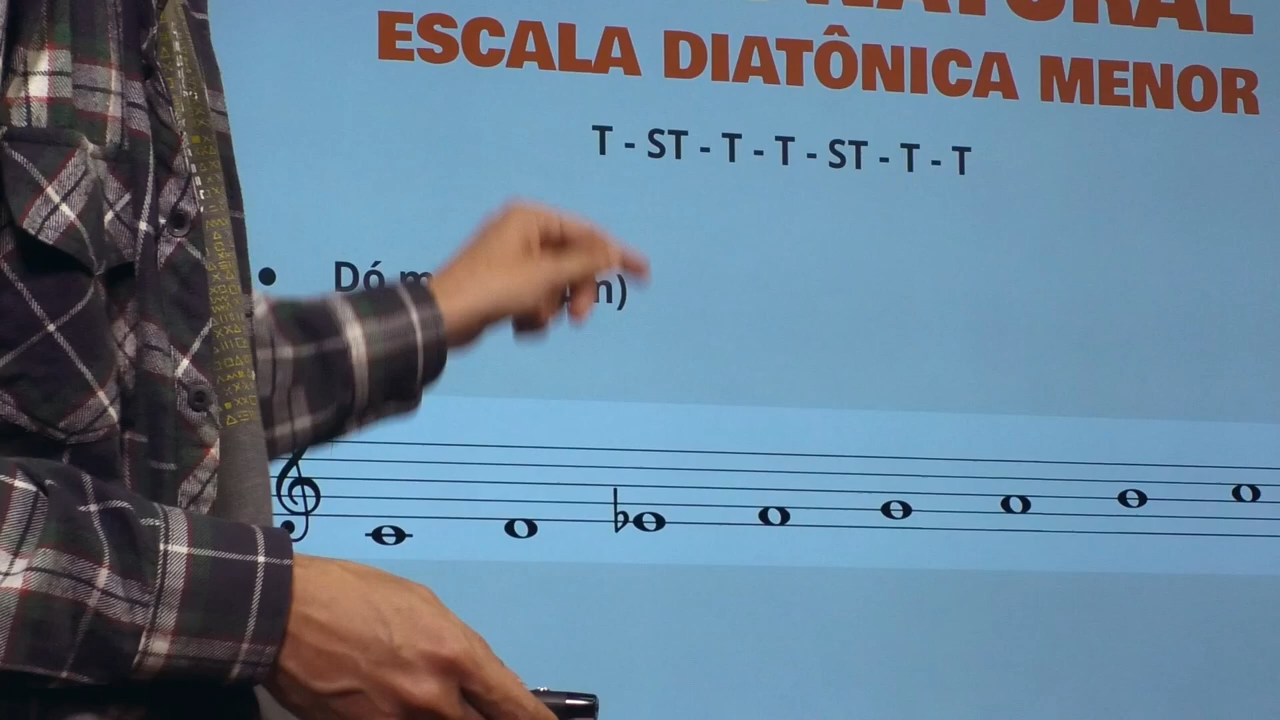 ESCALA DIATÔNICA MENOR
T - ST - T - T - ST - T - T
• Dó